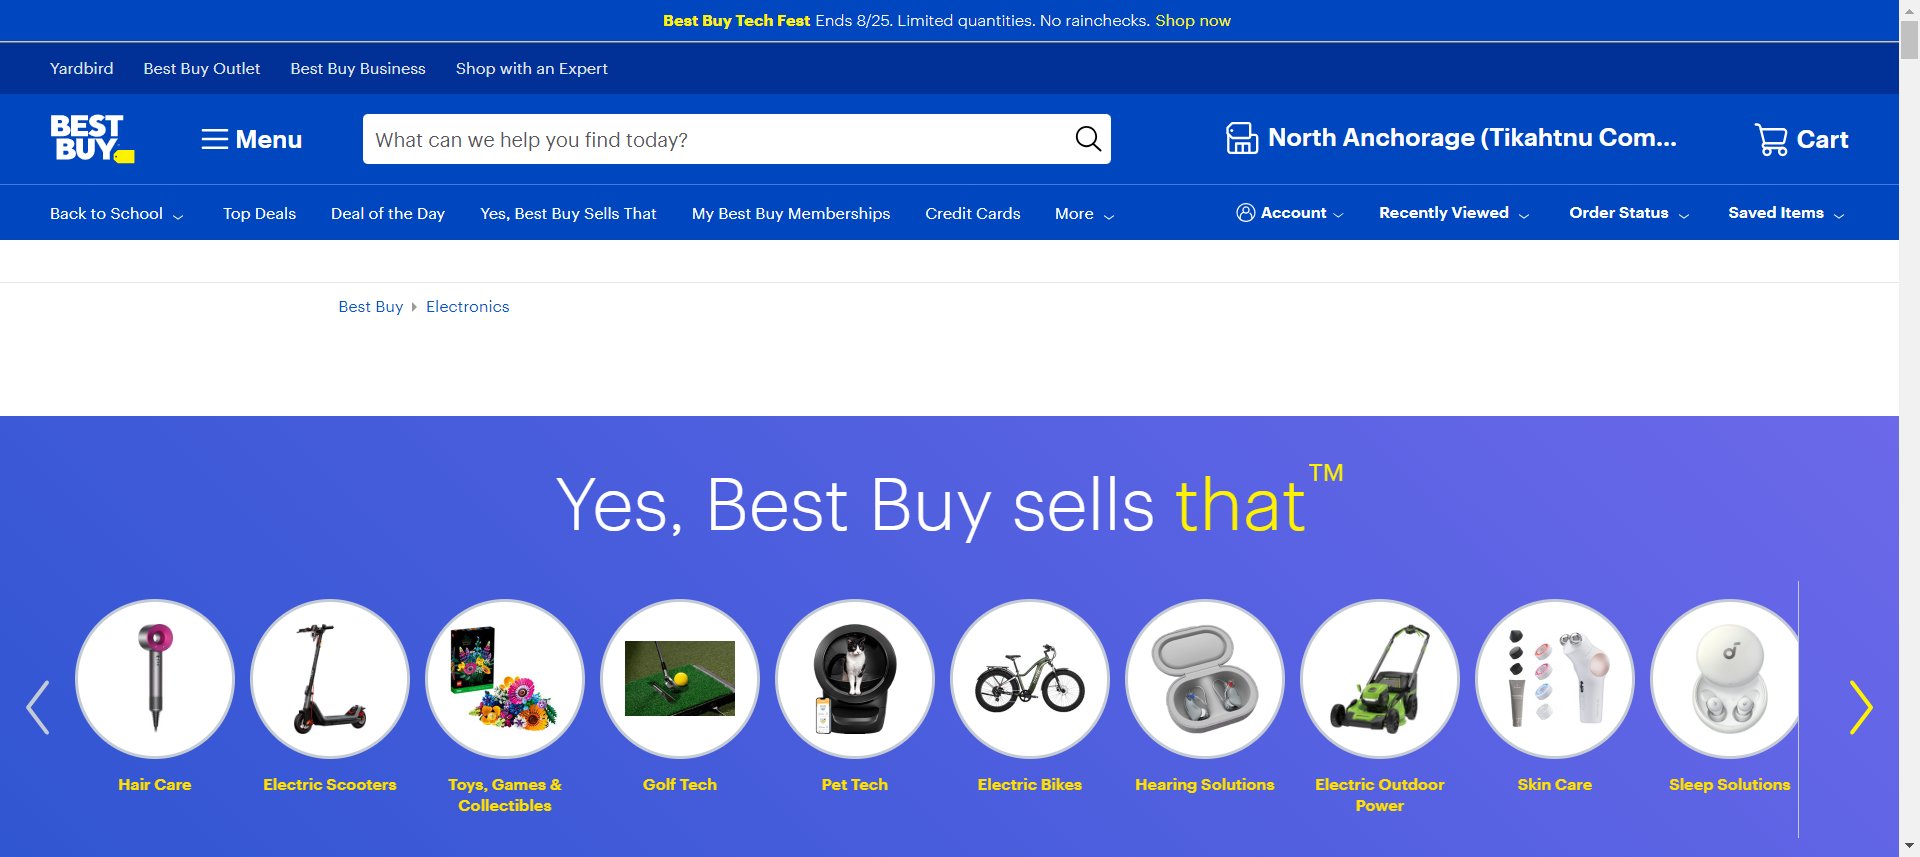 Best Buy Tech Fest Ends 8/25. Limited quantities. No rainchecks. Shop now
Yardbird Best Buy Outlet Best Buy Business Shop with an Expert
BEST
BUY
Menu
What can we help you find today?
North Anchorage (Tikahtnu Com...
Cart
Back to School Top Deals Deal of the Day Yes, Best Buy Sells That My Best Buy Memberships Credit Cards More Account Recently Viewed Order Status Saved Items
Best Buy Electronics
Yes, Best Buy sells that™
Hair Care
Electric Scooters
Toys, Games &
Collectibles
Golf Tech
Pet Tech
Electric Bikes
Hearing Solutions
Electric Outdoor
Power
Skin Care
Sleep Solutions